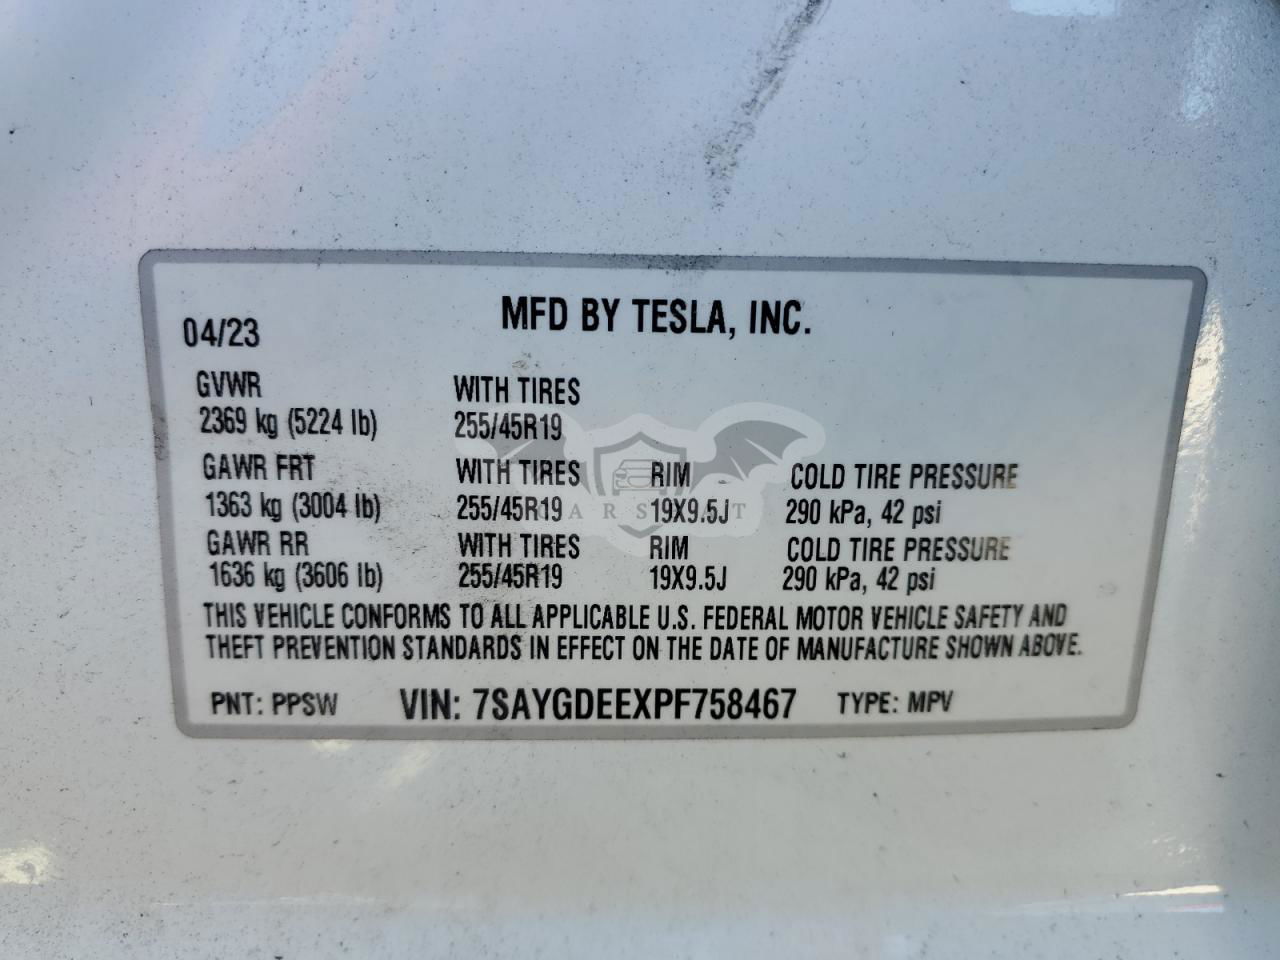 MFD BY TESLA, INC.
04/23
GVWR WITH TIRES
2369 kg (5224 lb) 255/45R19
GAWR FRT WITH TIRES RIM COLD TIRE PRESSURE
1363 kg (3004 lb) 255/45R19 19X9.5J 290 kPa, 42 psi
GAWR RR WITH TIRES RIM COLD TIRE PRESSURE
1636 kg (3606 lb) 255/45R19 19X9.5J 290 kPa, 42 psi
THIS VEHICLE CONFORMS TO ALL APPLICABLE U.S. FEDERAL MOTOR VEHICLE SAFETY AND
THEFT PREVENTION STANDARDS IN EFFECT ON THE DATE OF MANUFACTURE SHOWN ABOVE.
PNT: PPSW VIN: 7SAYGDEEXPF758467 TYPE: MPV